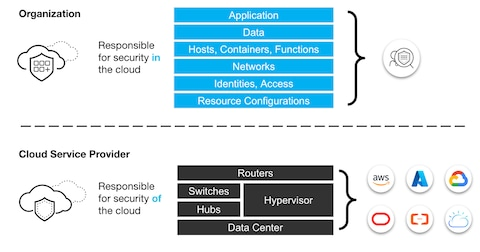 Organization
Responsible
for security in
the cloud
Application
Data
Hosts, Containers, Functions
Networks
Identities, Access
Resource Configurations
Cloud Service Provider
Responsible
for security of
the cloud
Routers
Switches
Hypervisor
Hubs
Data Center
aws